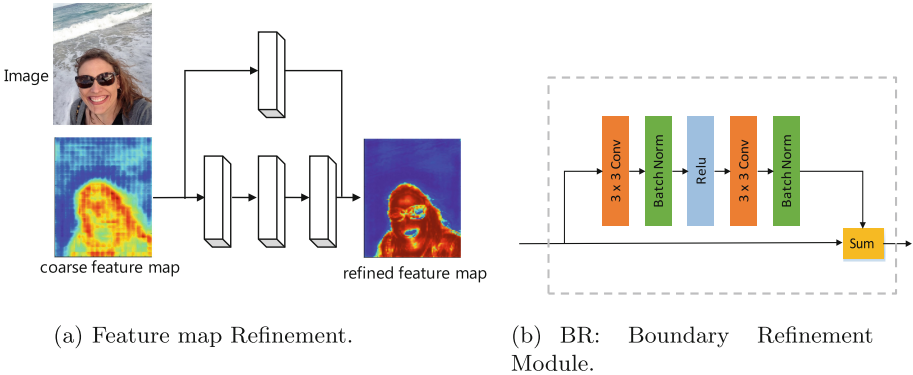 Image
coarse feature map
refined feature map
(a) Feature map Refinement.
3 x 3 Conv
Batch Norm
Relu
3 x 3 Conv
Batch Norm
Sum
(b) BR: Boundary Refinement
Module.